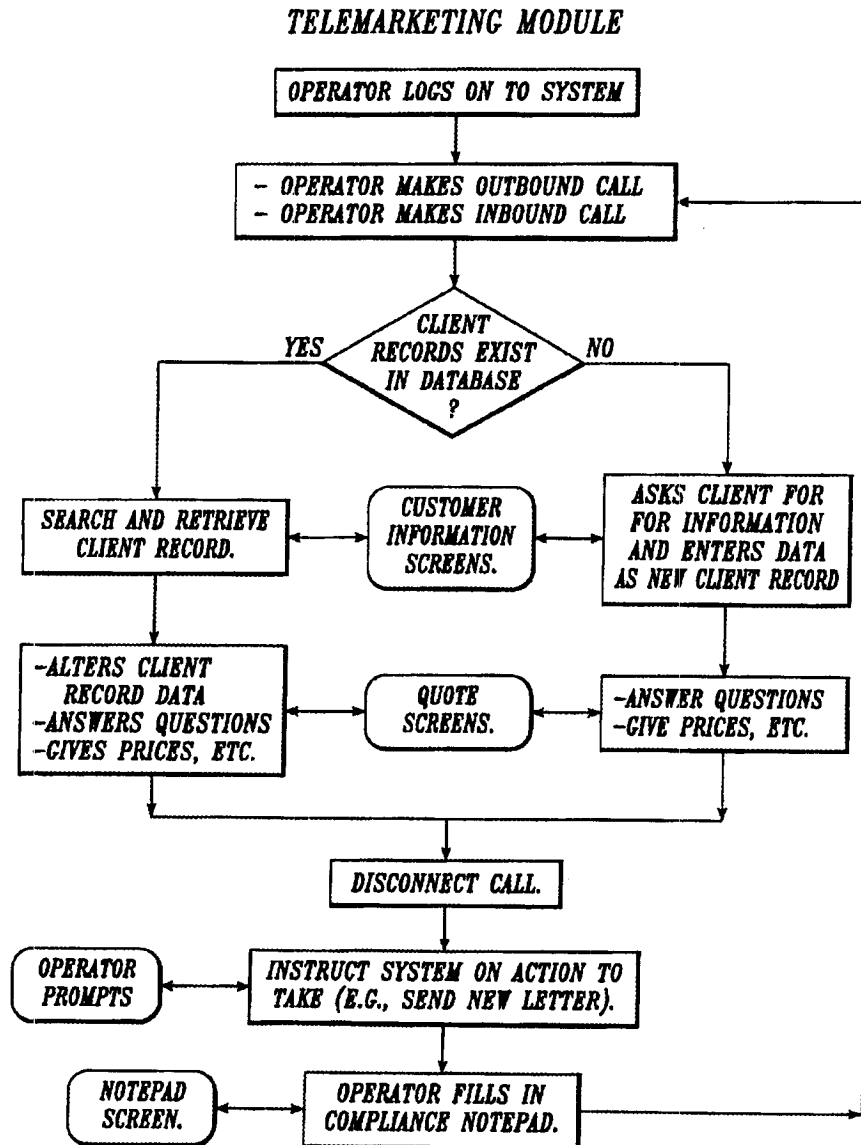 TELEMARKETING MODULE
OPERATOR LOGS ON TO SYSTEM
- OPERATOR MAKES OUTBOUND CALL
- OPERATOR MAKES INBOUND CALL
CLIENT
RECORDS EXIST
IN DATABASE
?
YES
NO
SEARCH AND RETRIEVE
CLIENT RECORD.
CUSTOMER
INFORMATION
SCREENS.
ASKS CLIENT FOR
FOR INFORMATION
AND ENTERS DATA
AS NEW CLIENT RECORD
-ALTERS CLIENT
RECORD DATA
-ANSWERS QUESTIONS
-GIVES PRICES, ETC.
QUOTE
SCREENS.
-ANSWER QUESTIONS
-GIVE PRICES, ETC.
DISCONNECT CALL.
OPERATOR
PROMPTS
INSTRUCT SYSTEM ON ACTION TO
TAKE (E.G., SEND NEW LETTER).
NOTEPAD
SCREEN.
OPERATOR FILLS IN
COMPLIANCE NOTEPAD.